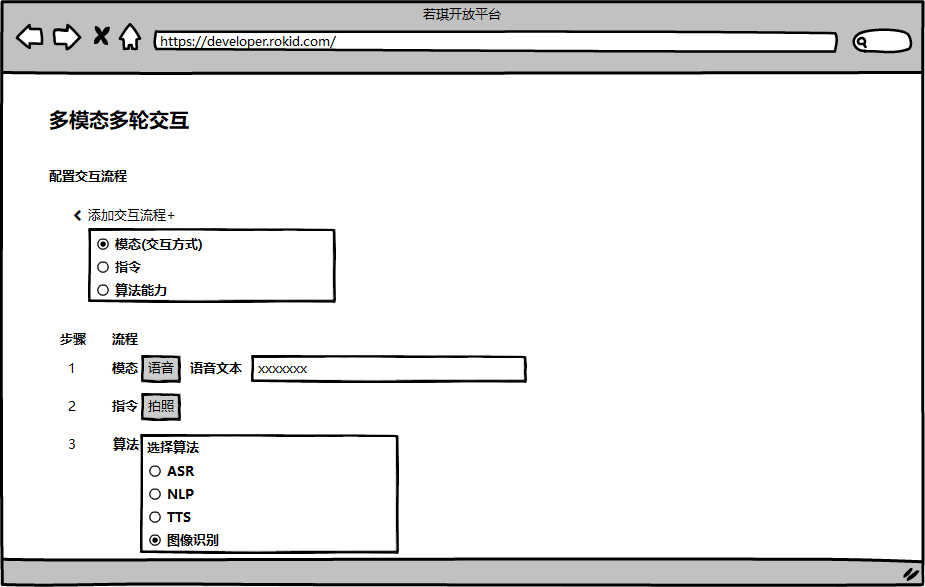 若琪开放平台
https://developer.rokid.com/
多模态多轮交互
配置交互流程
添加交互流程+
模态(交互方式)
指令
算法能力
步骤 流程
1 模态 语音 语音文本 xxxxxxx
2 指令 拍照
3 算法 选择算法
ASR
NLP
TTS
图像识别